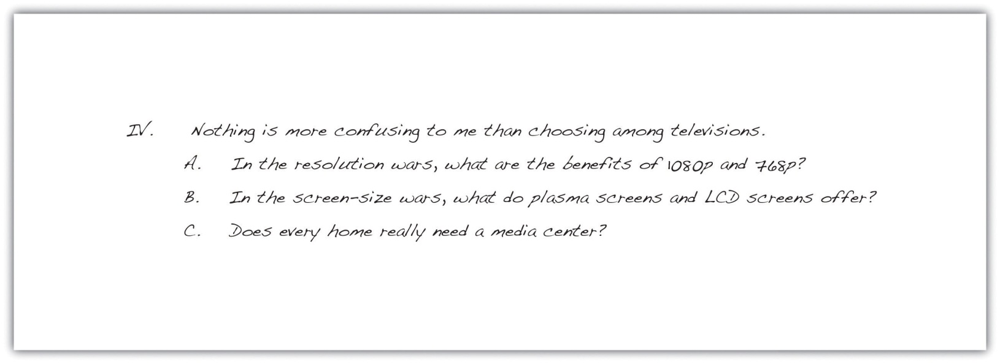 IV. Nothing is more confusing to me than choosing among televisions.
A. In the resolution wars, what are the benefits of 1080p and 768p?
B. In the screen-size wars, what do plasma screens and LCD screens offer?
C. Does every home really need a media center?